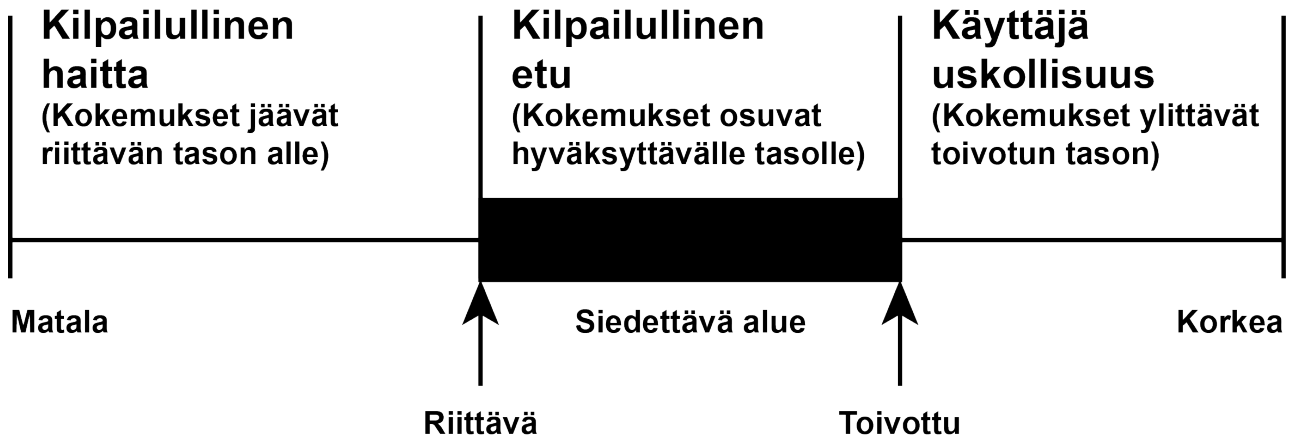 Kilpailullinen
haitta
(Kokemukset jäävät
riittävän tason alle)
Kilpailullinen
etu
(Kokemukset osuvat
hyväksyttävälle tasolle)
Käyttäjä
uskollisuus
(Kokemukset ylittävät
toivotun tason)
Matala
Siedettävä alue
Korkea
Riittävä
Toivottu